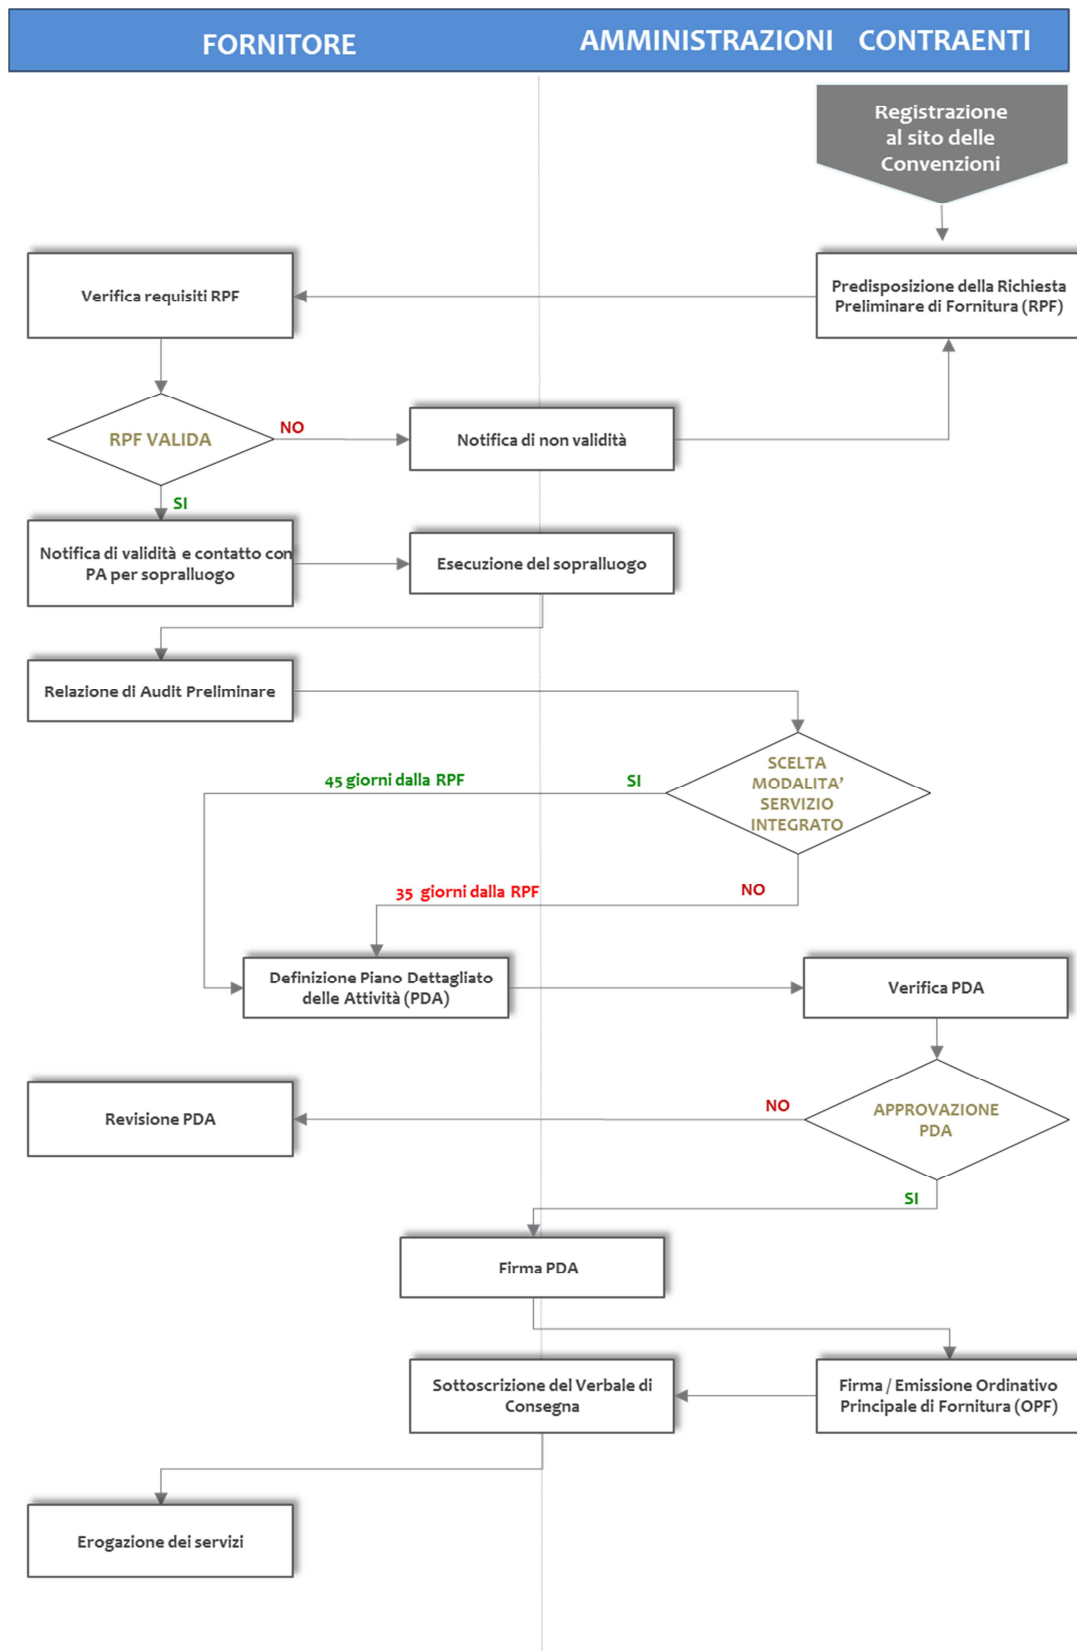 FORNITORE
AMMINISTRAZIONI CONTRAENTI
Registrazione
al sito delle
Convenzioni
Verifica requisiti RPF
Predisposizione della Richiesta
Preliminare di Fornitura (RPF)
RPF VALIDA
NO
Notifica di non validità
SI
Notifica di validità e contatto con
PA per sopralluogo
Esecuzione del sopralluogo
Relazione di Audit Preliminare
SCELTA
MODALITA’
SERVIZIO
INTEGRATO
45 giorni dalla RPF
SI
35 giorni dalla RPF
NO
Definizione Piano Dettagliato
delle Attività (PDA)
Verifica PDA
Revisione PDA
NO
APPROVAZIONE
PDA
SI
Firma PDA
Sottoscrizione del Verbale di
Consegna
Firma / Emissione Ordinativo
Principale di Fornitura (OPF)
Erogazione dei servizi